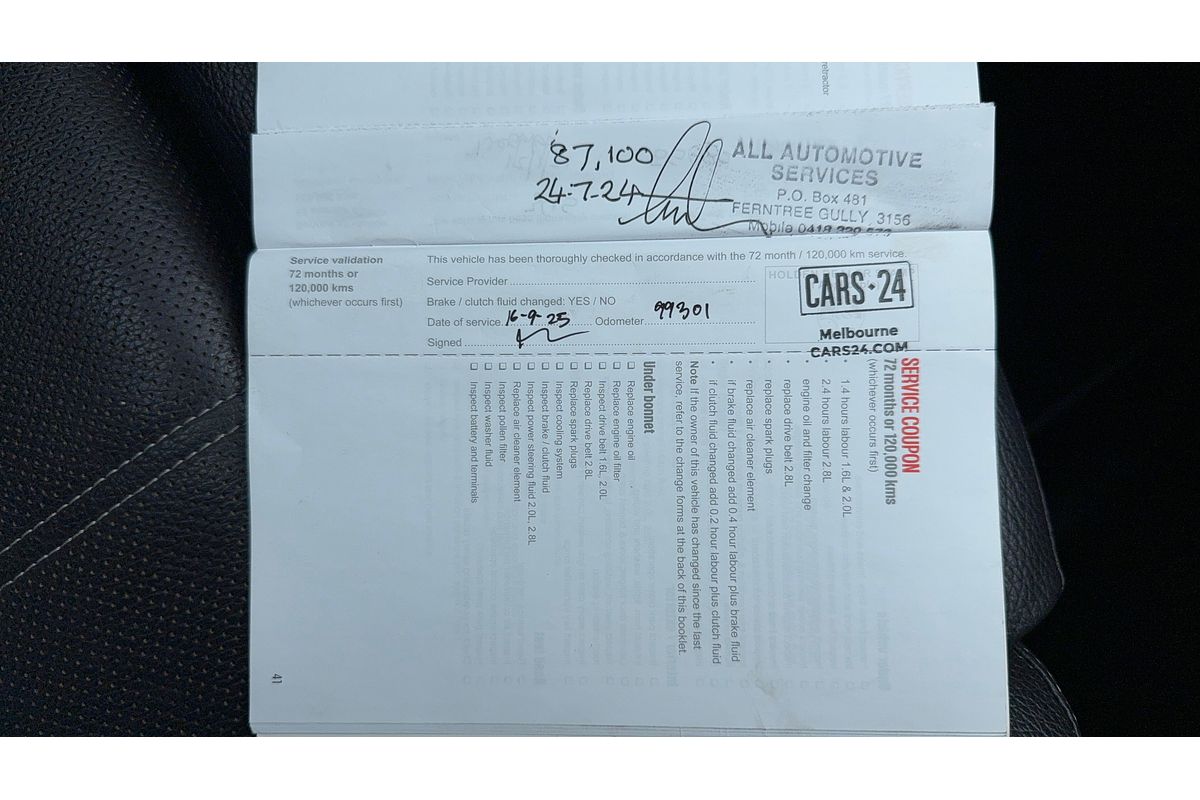 retractor
87,100
24-7-24
ALL AUTOMOTIVE
SERVICES
P.O. Box 481
FERNTREE GULLY, 3156
Mobile 0418
Service validation
72 months or
120,000 kms
(whichever occurs first)
This vehicle has been thoroughly checked in accordance with the 72 month / 120,000 km service.
Service Provider
Brake / clutch fluid changed: YES / NO
Date of service 16-9-25 Odometer 99301
Signed
CARS·24
Melbourne
CARS24.COM
SERVICE COUPON
72 months or 120,000 kms
(whichever occurs first)
• 1.4 hours labour 1.6L & 2.0L
• 2.4 hours labour 2.8L
• engine oil and filter change
• replace drive belt 2.8L
• replace spark plugs
• replace air cleaner element
• if brake fluid changed add 0.4 hour labour plus brake fluid
• if clutch fluid changed add 0.2 hour labour plus clutch fluid
Note If the owner of this vehicle has changed since the last
service, refer to the change forms at the back of this booklet.
Under bonnet
❏ Replace engine oil
❏ Replace engine oil filter
❏ Inspect drive belt 1.6L, 2.0L
❏ Replace drive belt 2.8L
❏ Replace spark plugs
❏ Inspect cooling system
❏ Inspect brake / clutch fluid
❏ Inspect power steering fluid 2.0L, 2.8L
❏ Replace air cleaner element
❏ Inspect pollen filter
❏ Inspect washer fluid
❏ Inspect battery and terminals
41